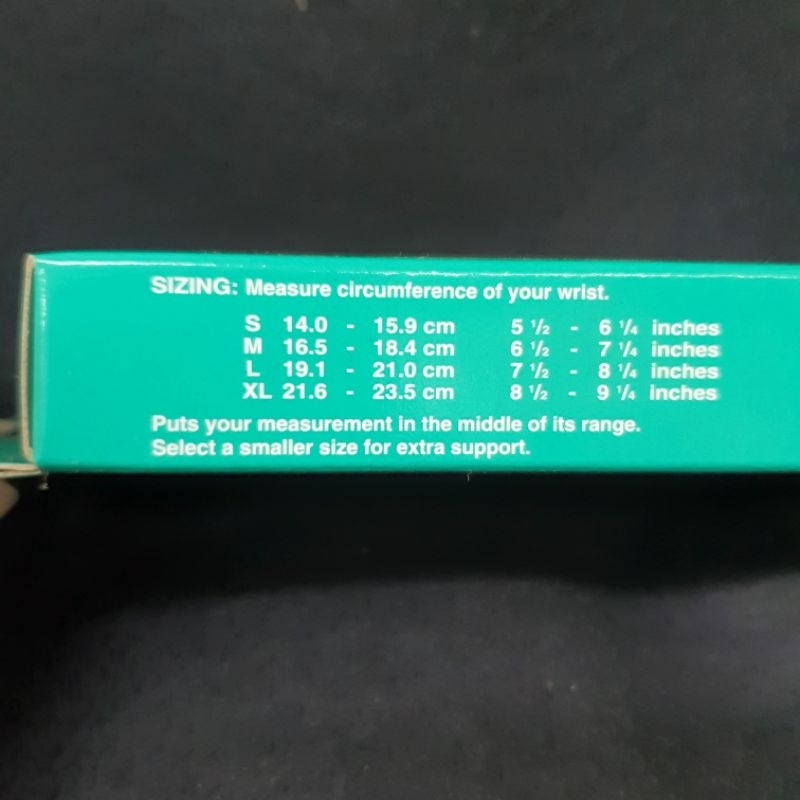 SIZING: Measure circumference of your wrist.
S 14.0 - 15.9 cm 5 1/2 - 6 1/4 inches
M 16.5 - 18.4 cm 6 1/2 - 7 1/4 inches
L 19.1 - 21.0 cm 7 1/2 - 8 1/4 inches
XL 21.6 - 23.5 cm 8 1/2 - 9 1/4 inches
Puts your measurement in the middle of its range.
Select a smaller size for extra support.